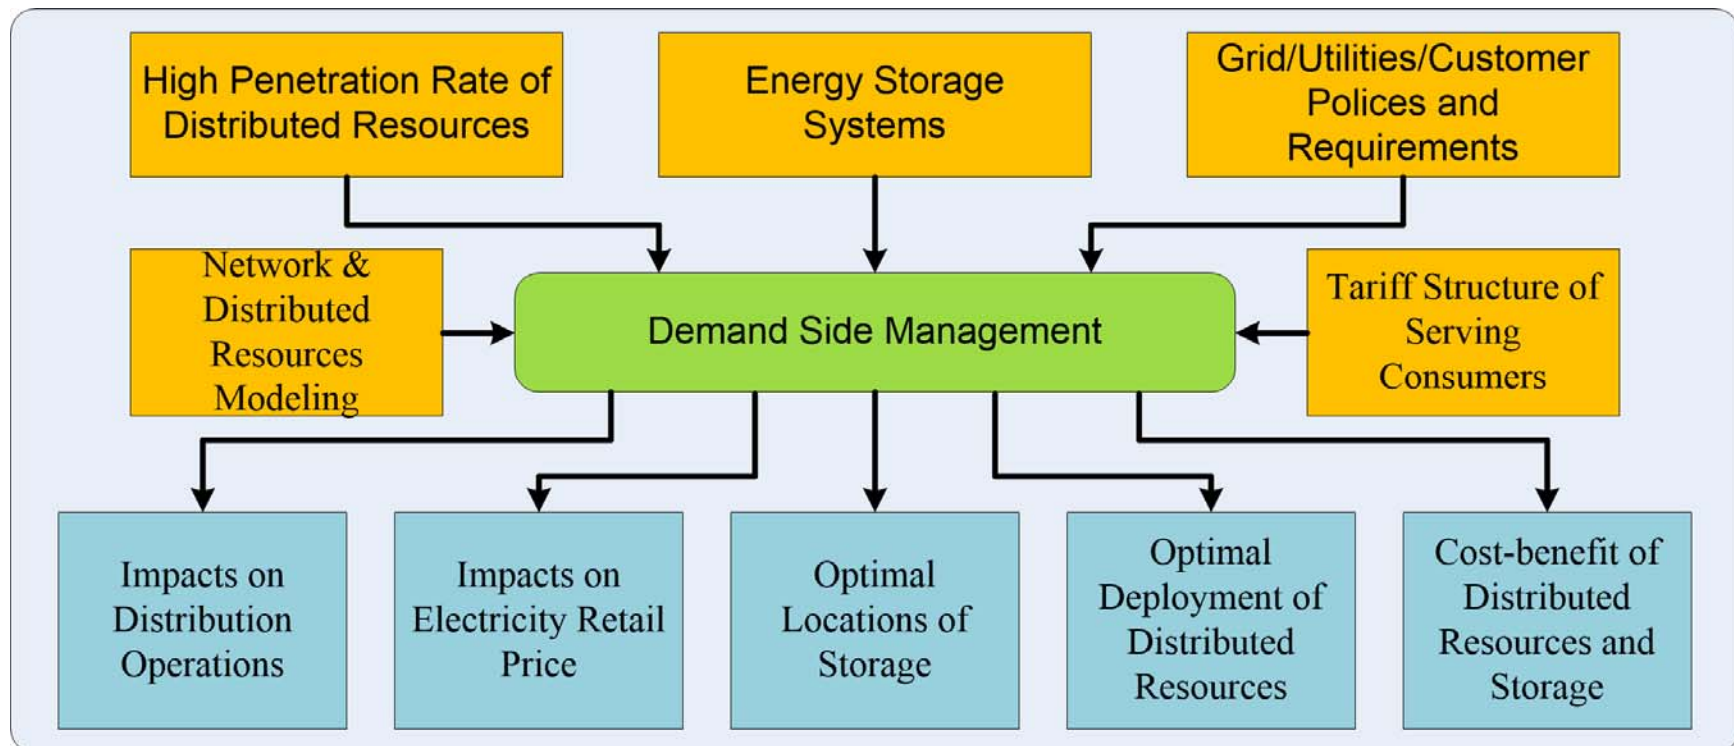 High Penetration Rate of
Distributed Resources
Energy Storage
Systems
Grid/Utilities/Customer
Polices and
Requirements
Network &
Distributed
Resources
Modeling
Demand Side Management
Tariff Structure of
Serving
Consumers
Impacts on
Distribution
Operations
Impacts on
Electricity Retail
Price
Optimal
Locations of
Storage
Optimal
Deployment of
Distributed
Resources
Cost-benefit of
Distributed
Resources and
Storage